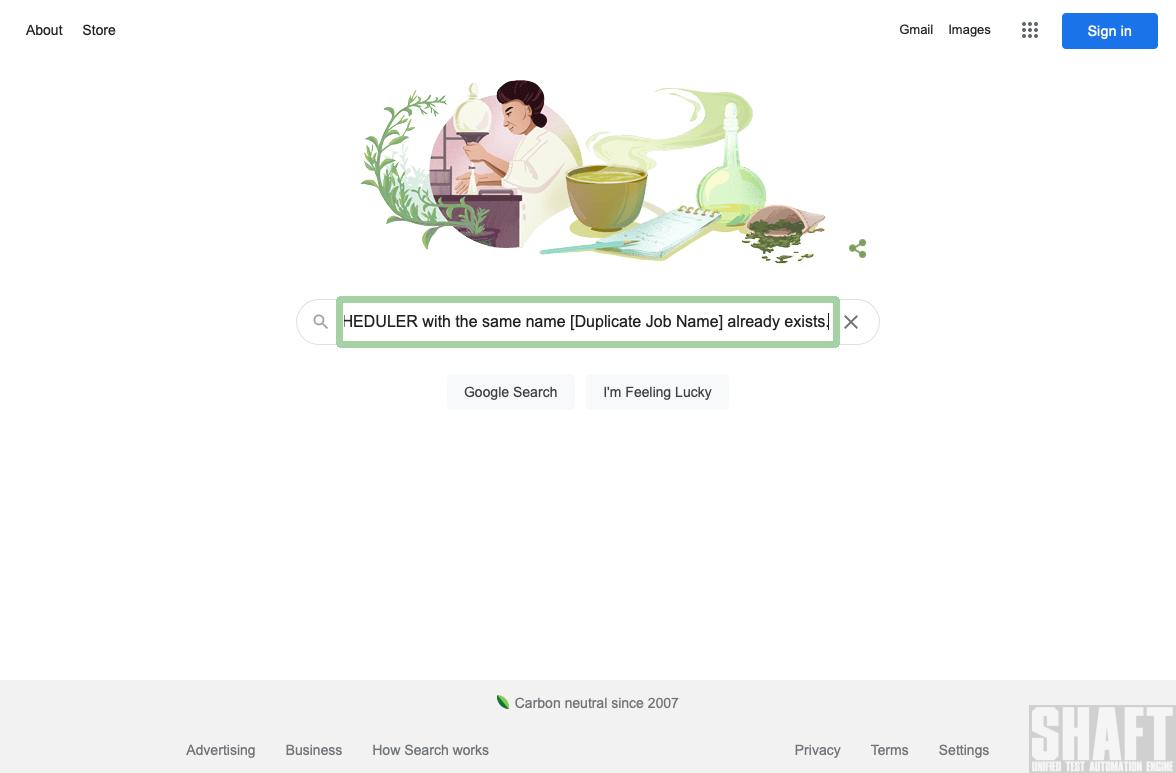 About Store
Gmail Images Sign in
HEDULER with the same name [Duplicate Job Name] already exists.
Google Search I'm Feeling Lucky
Carbon neutral since 2007
Advertising Business How Search works Privacy Terms Settings
SHAFT
UNIFIED TEST AUTOMATION ENGINE